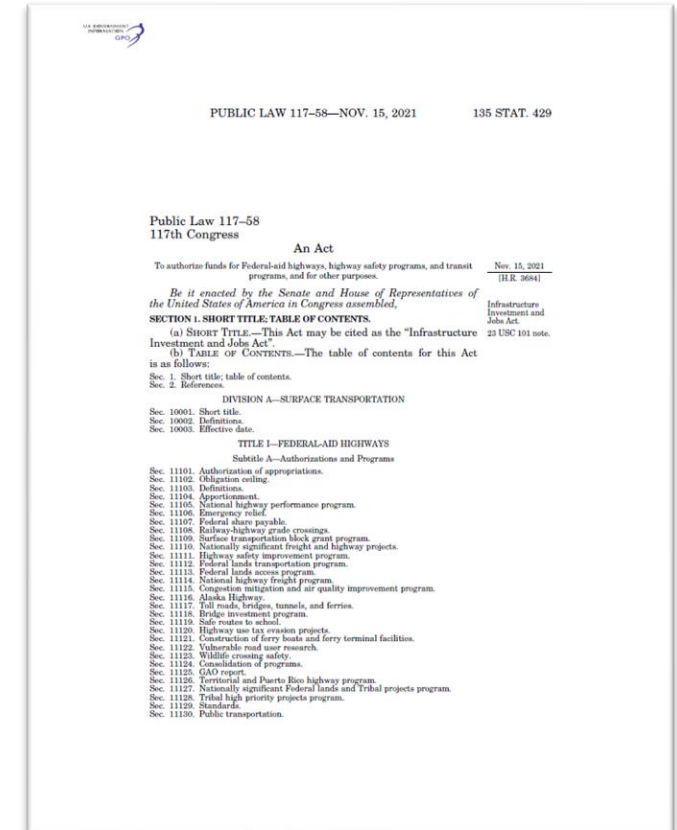 U.S. GOVERNMENT
INFORMATION
GPO
PUBLIC LAW 117–58—NOV. 15, 2021 135 STAT. 429
Public Law 117–58
117th Congress
An Act
To authorize funds for Federal-aid highways, highway safety programs, and transit
programs, and for other purposes.
Nov. 15, 2021
[H.R. 3684]
Be it enacted by the Senate and House of Representatives of
the United States of America in Congress assembled,
Infrastructure
Investment and
Jobs Act.
23 USC 101 note.
SECTION 1. SHORT TITLE; TABLE OF CONTENTS.
(a) SHORT TITLE.—This Act may be cited as the “Infrastructure
Investment and Jobs Act”.
(b) TABLE OF CONTENTS.—The table of contents for this Act
is as follows:
Sec. 1. Short title; table of contents.
Sec. 2. References.
DIVISION A—SURFACE TRANSPORTATION
Sec. 10001. Short title.
Sec. 10002. Definitions.
Sec. 10003. Effective date.
TITLE I—FEDERAL-AID HIGHWAYS
Subtitle A—Authorizations and Programs
Sec. 11101. Authorization of appropriations.
Sec. 11102. Obligation ceiling.
Sec. 11103. Definitions.
Sec. 11104. Apportionment.
Sec. 11105. National highway performance program.
Sec. 11106. Emergency relief.
Sec. 11107. Federal share payable.
Sec. 11108. Railway-highway grade crossings.
Sec. 11109. Surface transportation block grant program.
Sec. 11110. Nationally significant freight and highway projects.
Sec. 11111. Highway safety improvement program.
Sec. 11112. Federal lands transportation program.
Sec. 11113. Federal lands access program.
Sec. 11114. National highway freight program.
Sec. 11115. Congestion mitigation and air quality improvement program.
Sec. 11116. Alaska Highway.
Sec. 11117. Toll roads, bridges, tunnels, and ferries.
Sec. 11118. Bridge investment program.
Sec. 11119. Safe routes to school.
Sec. 11120. Highway use tax evasion projects.
Sec. 11121. Construction of ferry boats and ferry terminal facilities.
Sec. 11122. Vulnerable road user research.
Sec. 11123. Wildlife crossing safety.
Sec. 11124. Consolidation of programs.
Sec. 11125. GAO report.
Sec. 11126. Territorial and Puerto Rico highway program.
Sec. 11127. Nationally significant Federal lands and Tribal projects program.
Sec. 11128. Tribal high priority projects program.
Sec. 11129. Standards.
Sec. 11130. Public transportation.